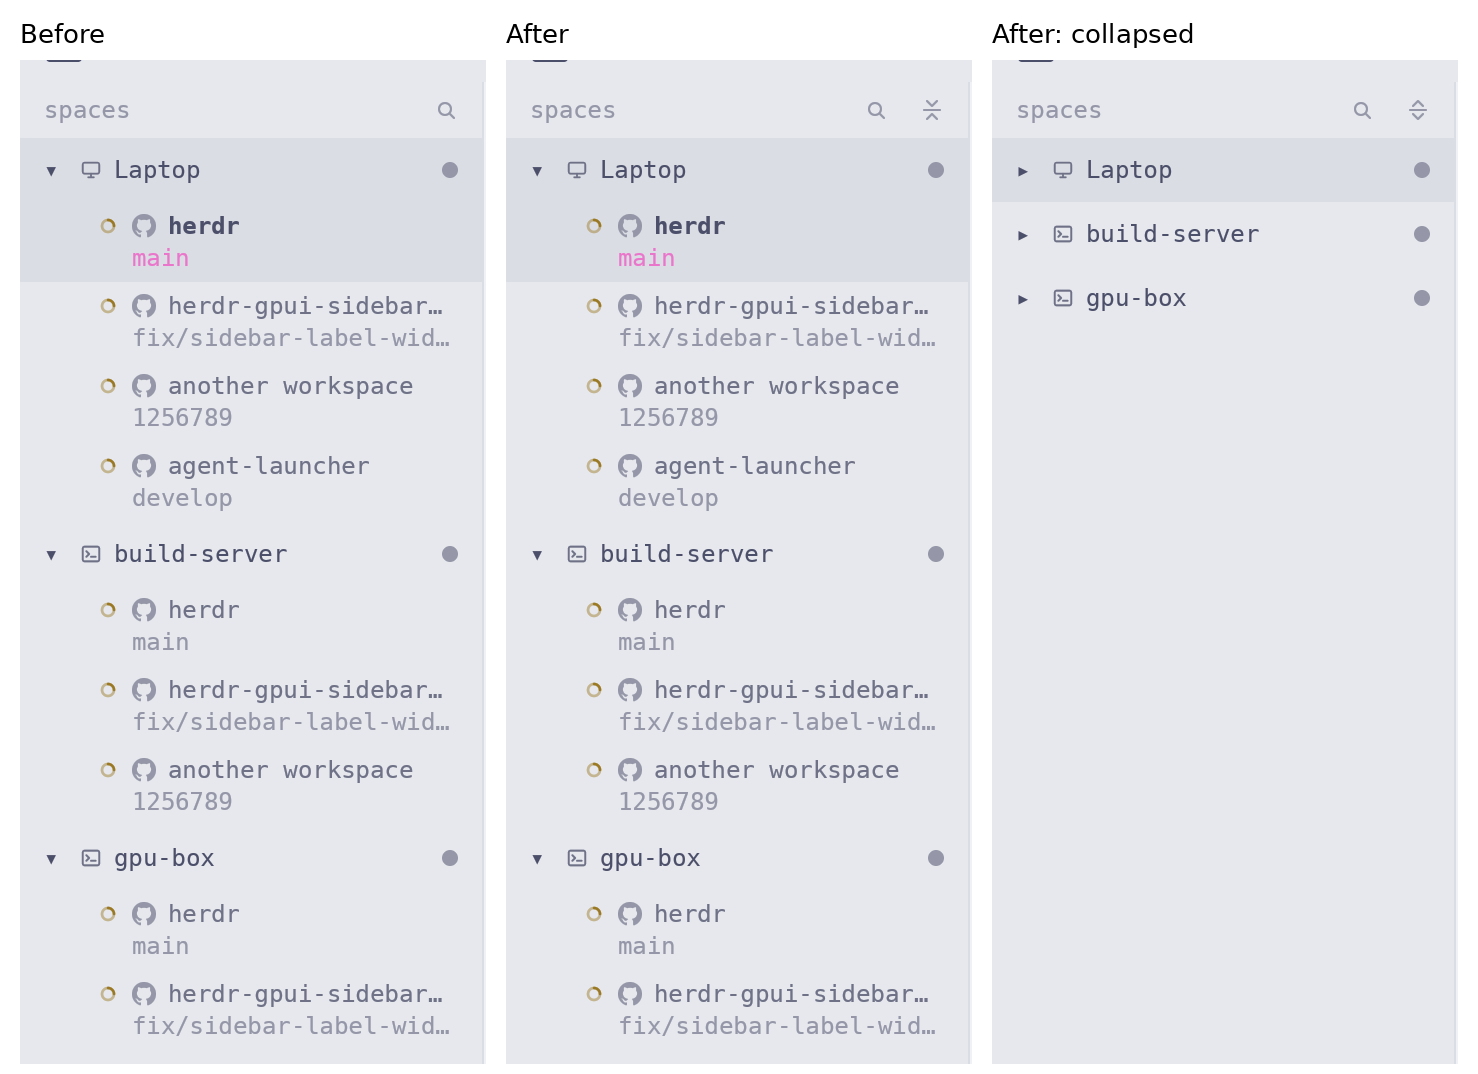 Before
spaces
Laptop
herdr
main
herdr-gpui-sidebar…
fix/sidebar-label-wid…
another workspace
1256789
agent-launcher
develop
build-server
herdr
main
herdr-gpui-sidebar…
fix/sidebar-label-wid…
another workspace
1256789
gpu-box
herdr
main
herdr-gpui-sidebar…
fix/sidebar-label-wid…
After
spaces
Laptop
herdr
main
herdr-gpui-sidebar…
fix/sidebar-label-wid…
another workspace
1256789
agent-launcher
develop
build-server
herdr
main
herdr-gpui-sidebar…
fix/sidebar-label-wid…
another workspace
1256789
gpu-box
herdr
main
herdr-gpui-sidebar…
fix/sidebar-label-wid…
After: collapsed
spaces
Laptop
build-server
gpu-box